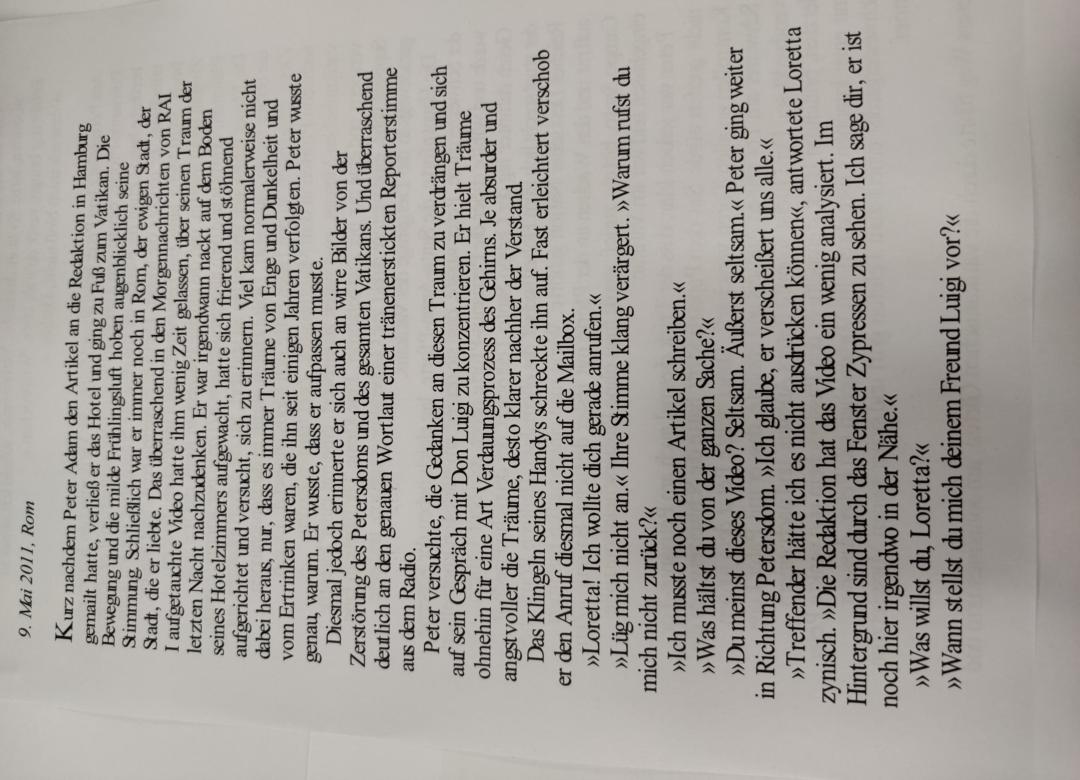 9. Mai 2011, Rom
Kurz nachdem Peter Adam den Artikel an die Redaktion in Hamburg
gemailt hatte, verließ er das Hotel und ging zu Fuß zum Vatikan. Die
Bewegung und die milde Frühlingsluft hoben augenblicklich seine
Stimmung. Schließlich war er immer noch in Rom, der ewigen Stadt, der
Stadt, die er liebte. Das überraschend in den Morgennachrichten von RAI
I aufgetauchte Video hatte ihm wenig Zeit gelassen, über seinen Traum der
letzten Nacht nachzudenken. Er war irgendwann nackt auf dem Boden
seines Hotelzimmers aufgewacht, hatte sich frierend und stöhnend
aufgerichtet und versucht, sich zu erinnern. Viel kam normalerweise nicht
dabei heraus, nur, dass es immer Träume von Enge und Dunkelheit und
vom Ertrinken waren, die ihn seit einigen Jahren verfolgten. Peter wusste
genau, warum. Er wusste, dass er aufpassen musste.
Diesmal jedoch erinnerte er sich auch an wirre Bilder von der
Zerstörung des Petersdoms und des gesamten Vatikans. Und überraschend
deutlich an den genauen Wortlaut einer tränenerstickten Reporterstimme
aus dem Radio.
Peter versuchte, die Gedanken an diesen Traum zu verdrängen und sich
auf sein Gespräch mit Don Luigi zu konzentrieren. Er hielt Träume
ohnehin für eine Art Verdauungsprozess des Gehirns. Je absurder und
angstvoller die Träume, desto klarer nachher der Verstand.
Das Klingeln seines Handys schreckte ihn auf. Fast erleichtert verschob
er den Anruf diesmal nicht auf die Mailbox.
»Loretta! Ich wollte dich gerade anrufen.«
»Lüg mich nicht an.« Ihre Stimme klang verärgert. »Warum rufst du
mich nicht zurück?«
»Ich musste noch einen Artikel schreiben.«
»Was hältst du von der ganzen Sache?«
»Du meinst dieses Video? Seltsam. Äußerst seltsam.« Peter ging weiter
in Richtung Petersdom. »Ich glaube, er verscheißert uns alle.«
»Treffender hätte ich es nicht ausdrücken können«, antwortete Loretta
zynisch. »Die Redaktion hat das Video ein wenig analysiert. Im
Hintergrund sind durch das Fenster Zypressen zu sehen. Ich sage dir, er ist
noch hier irgendwo in der Nähe.«
»Was willst du, Loretta?«
»Wann stellst du mich deinem Freund Luigi vor?«